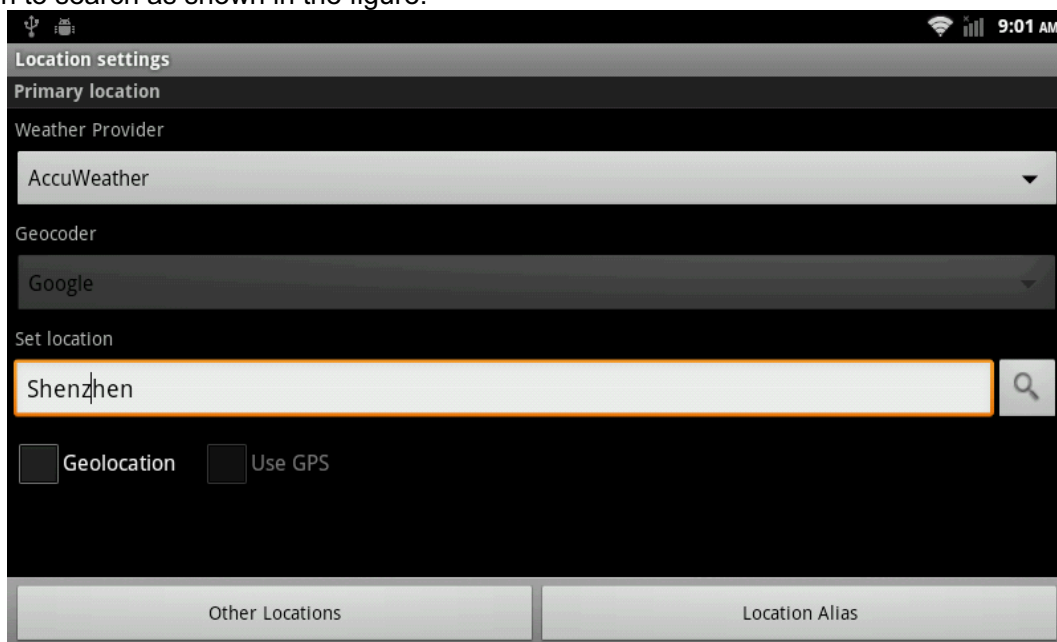 to search as shown in the figure.
9:01 AM
Location settings
Primary location
Weather Provider
AccuWeather
Geocoder
Google
Set location
Shenzhen
Geolocation Use GPS
Other Locations Location Alias